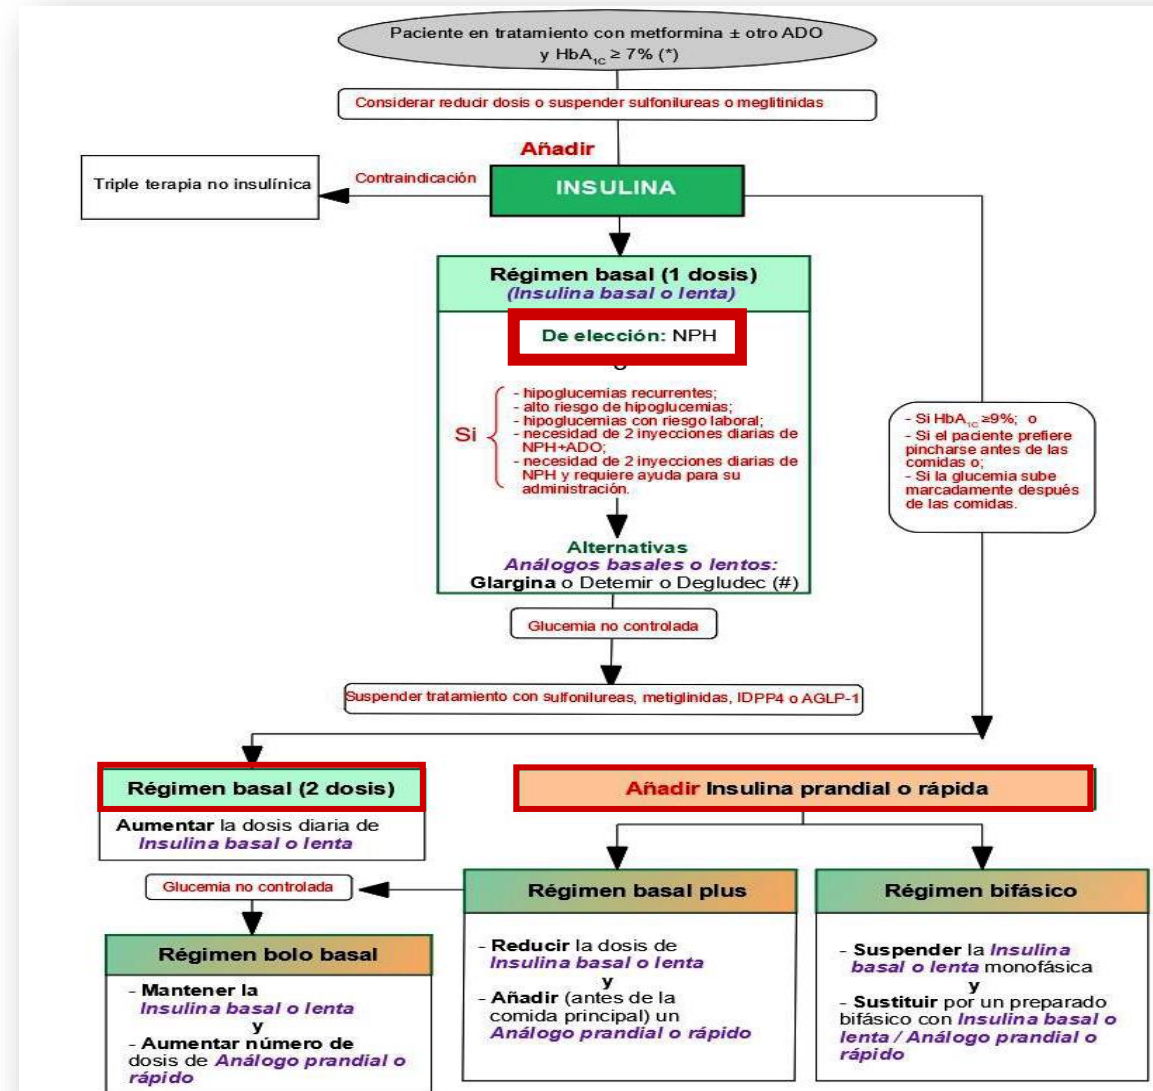 Paciente en tratamiento con metformina ± otro ADO
y HbA1C ≥ 7% (*)
Considerar reducir dosis o suspender sulfonilureas o meglitinidas
Añadir
Triple terapia no insulínica
Contraindicación
INSULINA
Régimen basal (1 dosis)
(Insulina basal o lenta)
De elección: NPH
Si
- hipoglucemias recurrentes;
- alto riesgo de hipoglucemias;
- hipoglucemias con riesgo laboral;
- necesidad de 2 inyecciones diarias de
NPH+ADO;
- necesidad de 2 inyecciones diarias de
NPH y requiere ayuda para su
administración.
- Si HbA1C ≥9%; o
- Si el paciente prefiere
pincharse antes de las
comidas o;
- Si la glucemia sube
marcadamente después
de las comidas.
Alternativas
Análogos basales o lentos:
Glargina o Detemir o Degludec (#)
Glucemia no controlada
Suspender tratamiento con sulfonilureas, metiglinidas, IDPP4 o AGLP-1
Régimen basal (2 dosis)
Aumentar la dosis diaria de
Insulina basal o lenta
Añadir Insulina prandial o rápida
Glucemia no controlada
Régimen bolo basal
- Mantener la
Insulina basal o lenta
y
- Aumentar número de
dosis de Análogo prandial o
rápido
Régimen basal plus
- Reducir la dosis de
Insulina basal o lenta
y
- Añadir (antes de la
comida principal) un
Análogo prandial o rápido
Régimen bifásico
- Suspender la Insulina
basal o lenta monofásica
y
- Sustituir por un preparado
bifásico con Insulina basal o
lenta / Análogo prandial o
rápido